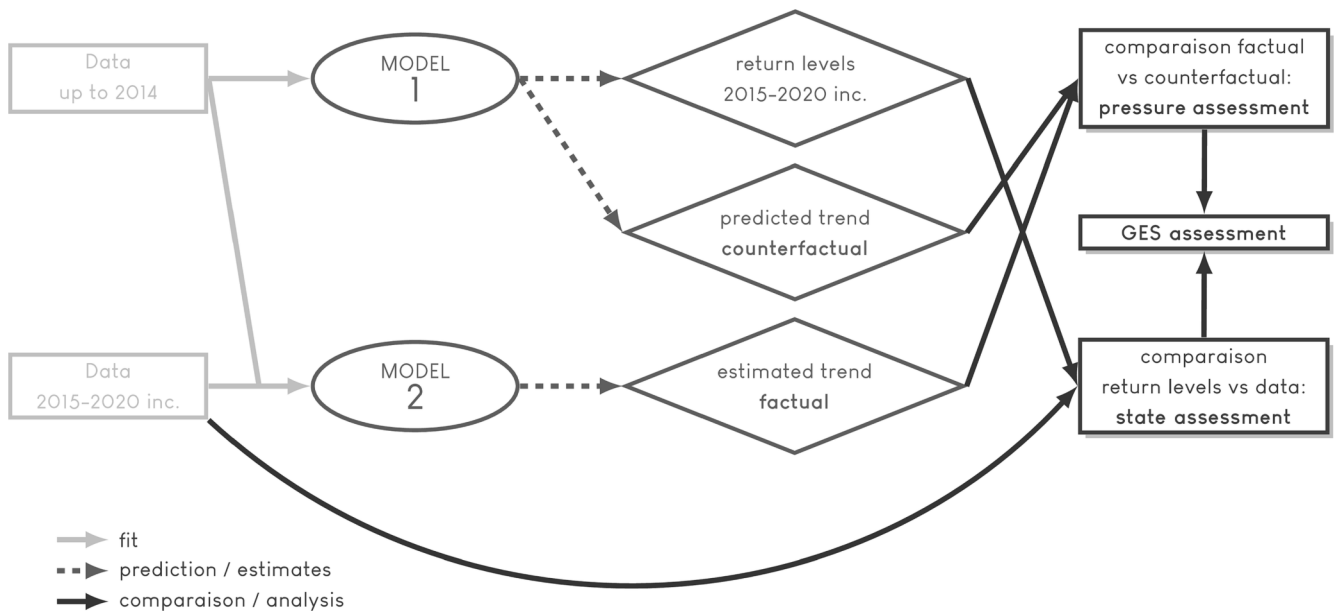 Data
up to 2014
MODEL
1
return levels
2015-2020 inc.
comparaison factual
vs counterfactual:
pressure assessment
predicted trend
counterfactual
GES assessment
Data
2015-2020 inc.
MODEL
2
estimated trend
factual
comparaison
return levels vs data:
state assessment
fit
prediction / estimates
comparaison / analysis